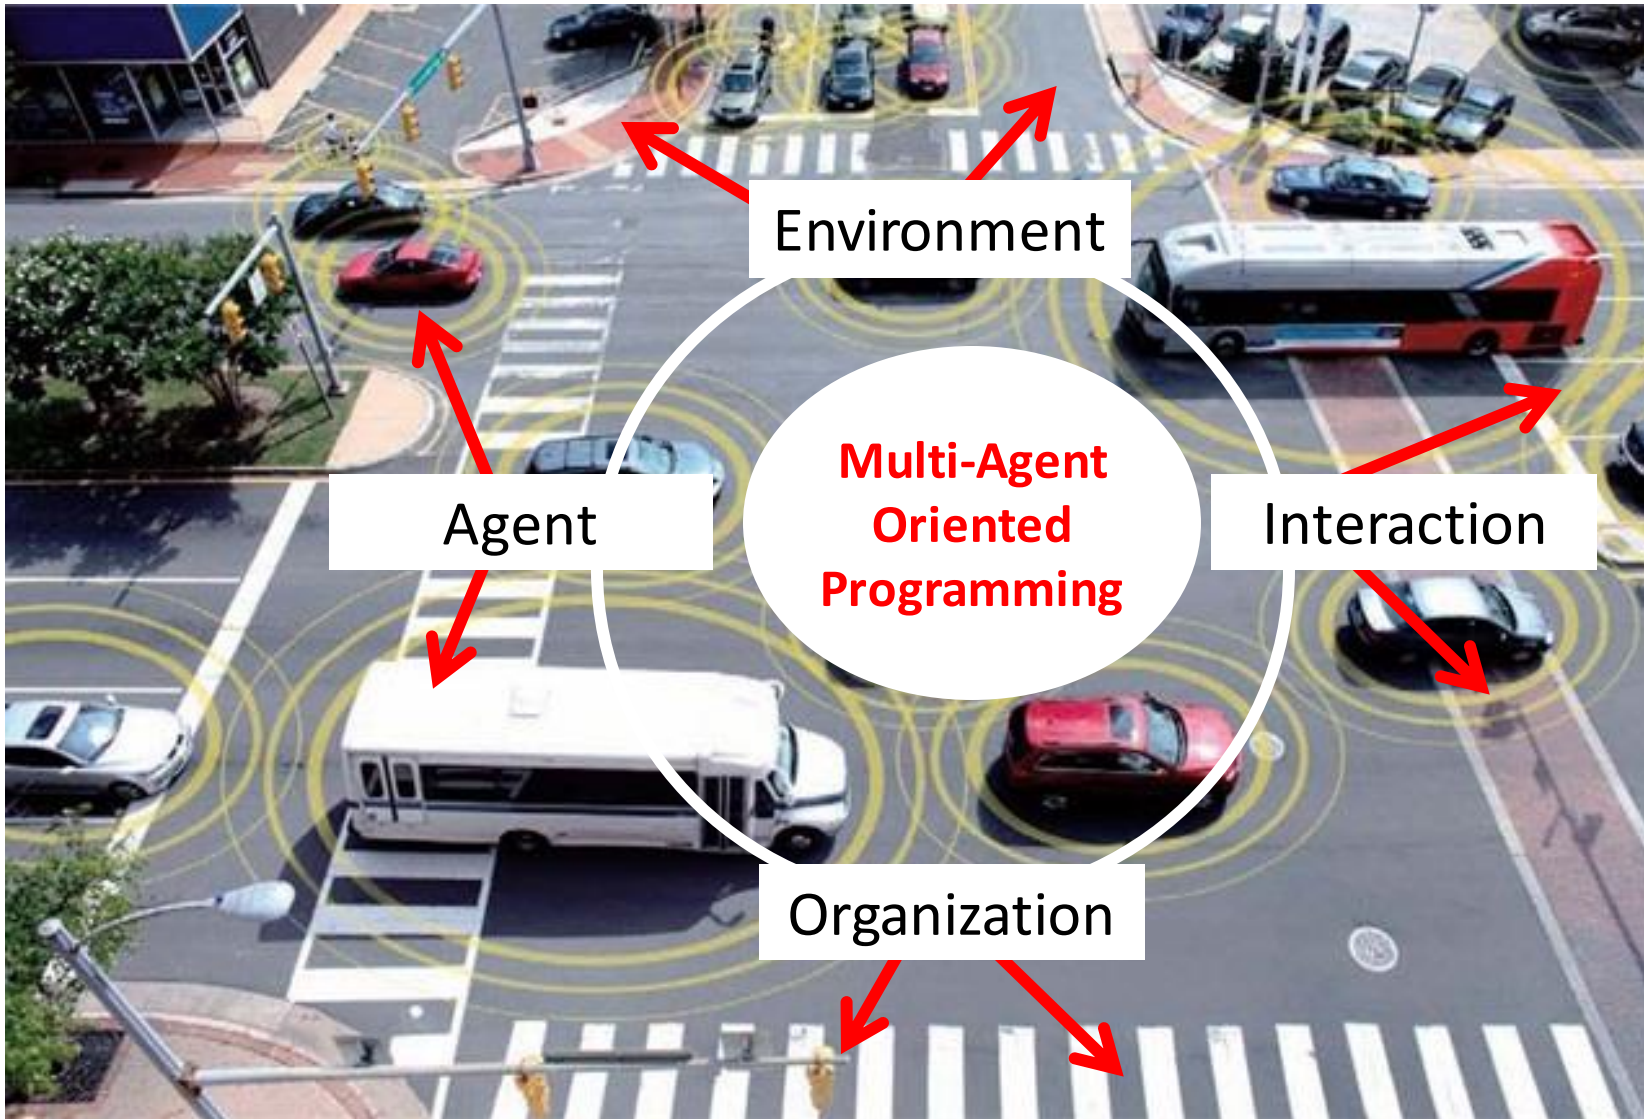 Environment
Multi-Agent
Oriented
Programming
Agent
Interaction
Organization